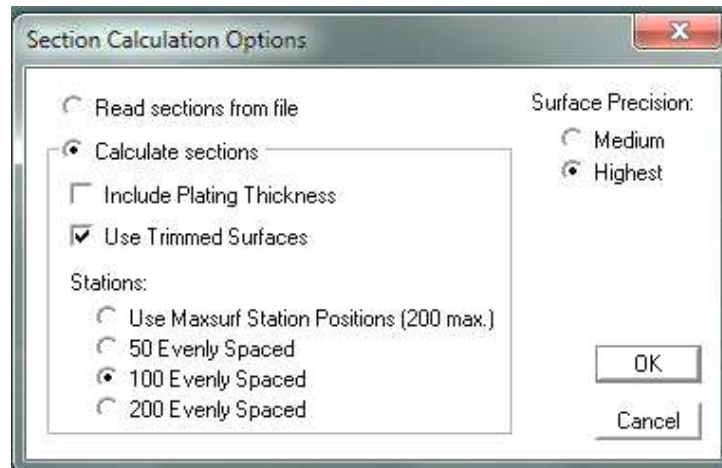 Section Calculation Options
Read sections from file
Surface Precision:
Calculate sections
Medium
Highest
Include Plating Thickness
Use Trimmed Surfaces
Stations:
Use Maxsurf Station Positions (200 max.)
50 Evenly Spaced
100 Evenly Spaced
200 Evenly Spaced
OK
Cancel